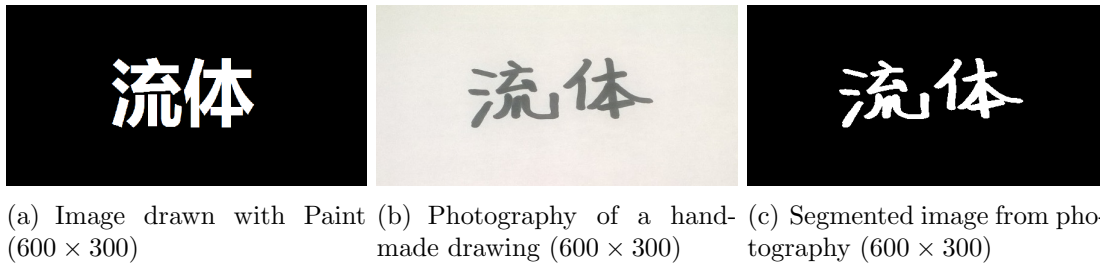 流体
流体
流体
(a) Image drawn with Paint
(600 × 300)
(b) Photography of a hand-
made drawing (600 × 300)
(c) Segmented image from pho-
tography (600 × 300)